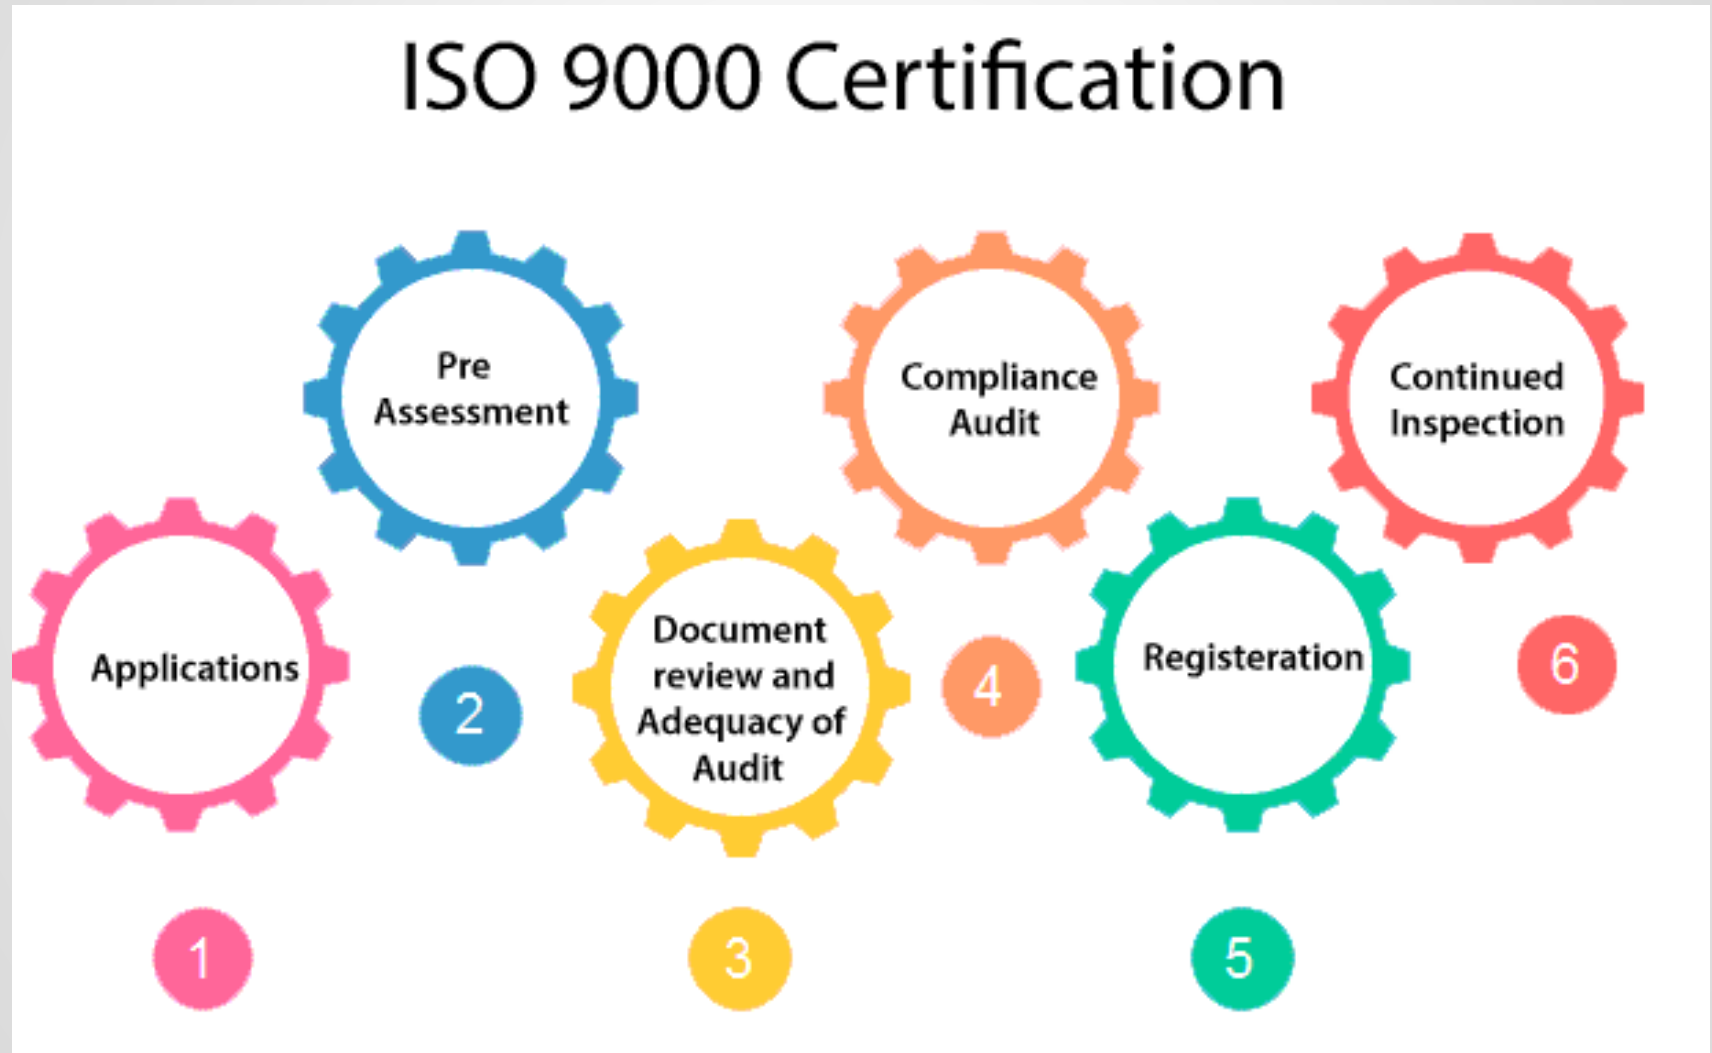 ISO 9000 Certification
Applications
1
Pre
Assessment
2
Document
review and
Adequacy of
Audit
3
Compliance
Audit
4
Registeration
5
Continued
Inspection
6